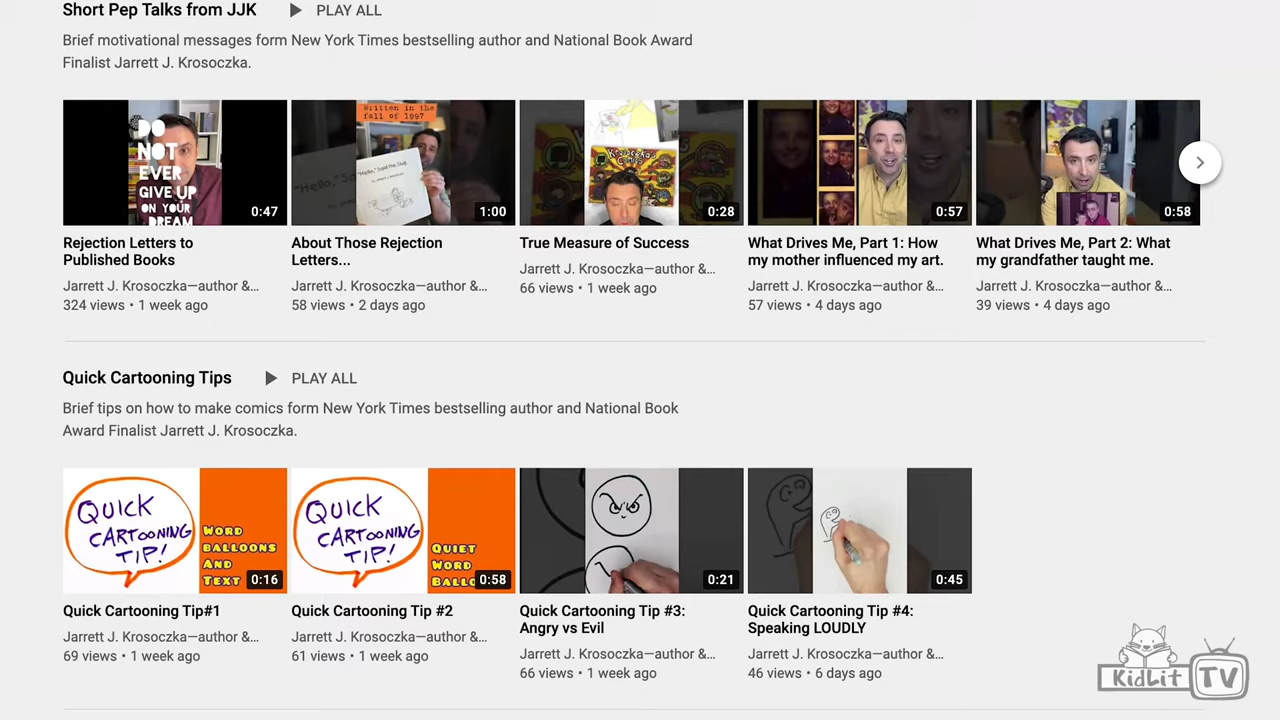 Short Pep Talks from JJK
PLAY ALL
Brief motivational messages form New York Times bestselling author and National Book Award
Finalist Jarrett J. Krosoczka.
DO
NOT
EVER
GIVE UP
ON YOUR
DREAM
0:47
Written in the
fall of 1997
"Hello," Said the Slug.
1:00
0:28
0:57
0:58
Rejection Letters to
Published Books
Jarrett J. Krosoczka—author &...
324 views • 1 week ago
About Those Rejection
Letters...
Jarrett J. Krosoczka—author &...
58 views • 2 days ago
True Measure of Success
Jarrett J. Krosoczka—author &...
66 views • 1 week ago
What Drives Me, Part 1: How
my mother influenced my art.
Jarrett J. Krosoczka—author &...
57 views • 4 days ago
What Drives Me, Part 2: What
my grandfather taught me.
Jarrett J. Krosoczka—author &...
39 views • 4 days ago
Quick Cartooning Tips
PLAY ALL
Brief tips on how to make comics form New York Times bestselling author and National Book
Award Finalist Jarrett J. Krosoczka.
QUICK
CARTOONING
TIP!
WORD
BALLOONS
AND
TEXT
0:16
QUICK
CARTOONING
TIP!
QUIET
WORD
BALLO
0:58
0:21
0:45
Quick Cartooning Tip#1
Jarrett J. Krosoczka—author &...
69 views • 1 week ago
Quick Cartooning Tip #2
Jarrett J. Krosoczka—author &...
61 views • 1 week ago
Quick Cartooning Tip #3:
Angry vs Evil
Jarrett J. Krosoczka—author &...
66 views • 1 week ago
Quick Cartooning Tip #4:
Speaking LOUDLY
Jarrett J. Krosoczka—author &...
46 views • 6 days ago
KidLit TV